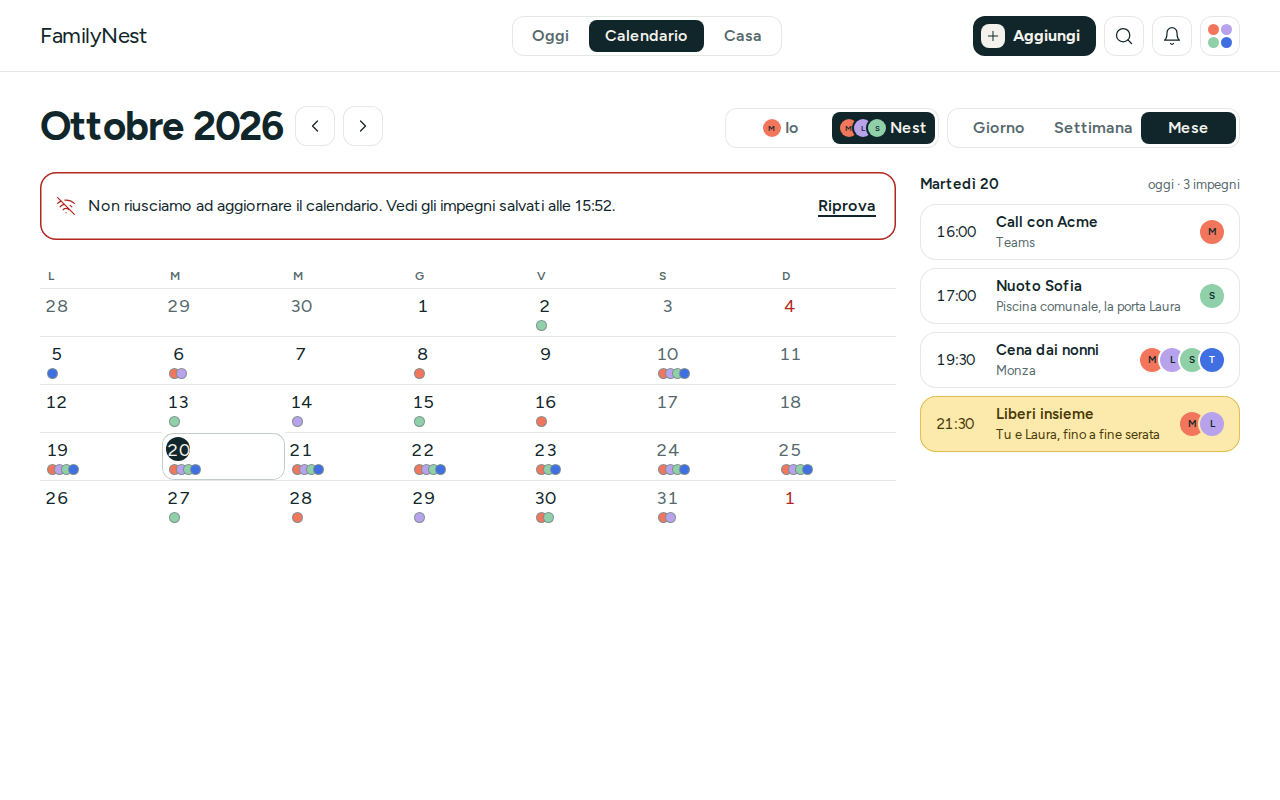 FamilyNest
Oggi
Calendario
Casa
Aggiungi
Ottobre 2026
M Io
M L S Nest
Giorno
Settimana
Mese
Non riusciamo ad aggiornare il calendario. Vedi gli impegni salvati alle 15:52.
Riprova
L M M G V S D
28 29 30 1 2 3 4
5 6 7 8 9 10 11
12 13 14 15 16 17 18
19 20 21 22 23 24 25
26 27 28 29 30 31 1
Martedì 20
oggi · 3 impegni
16:00
Call con Acme
Teams
M
17:00
Nuoto Sofia
Piscina comunale, la porta Laura
S
19:30
Cena dai nonni
Monza
M L S T
21:30
Liberi insieme
Tu e Laura, fino a fine serata
M L